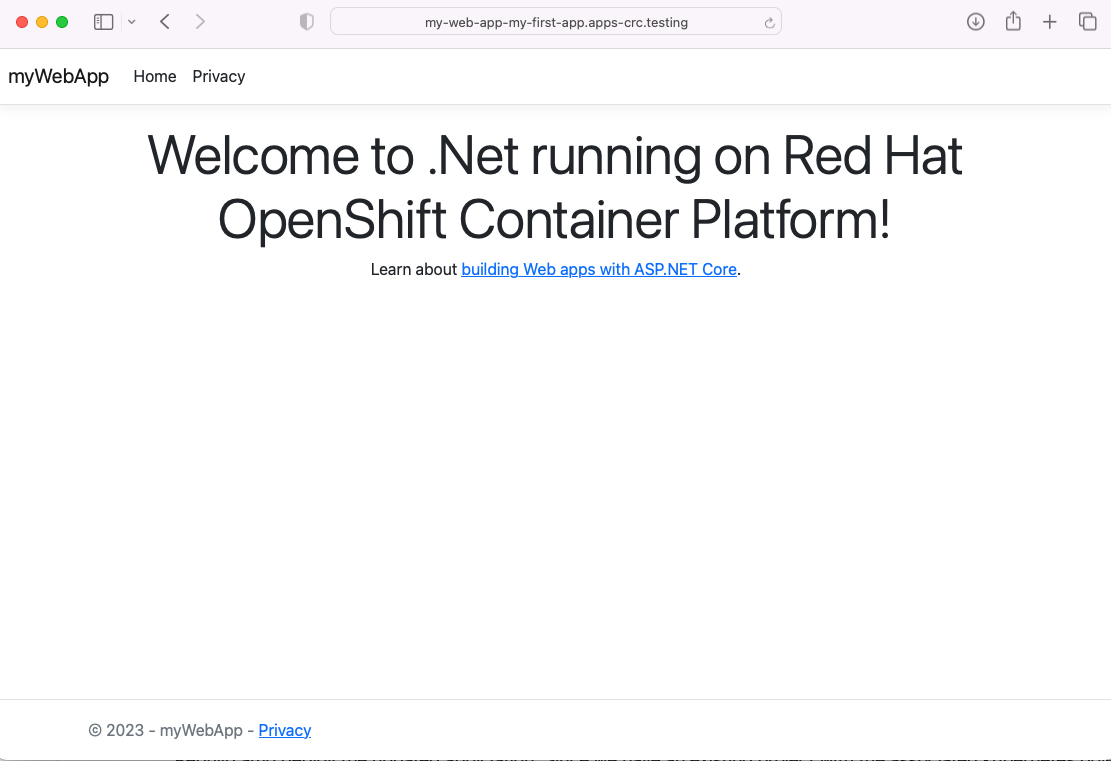 my-web-app-my-first-app.apps-crc.testing
myWebApp Home Privacy
Welcome to .Net running on Red Hat
OpenShift Container Platform!
Learn about building Web apps with ASP.NET Core.
© 2023 - myWebApp - Privacy